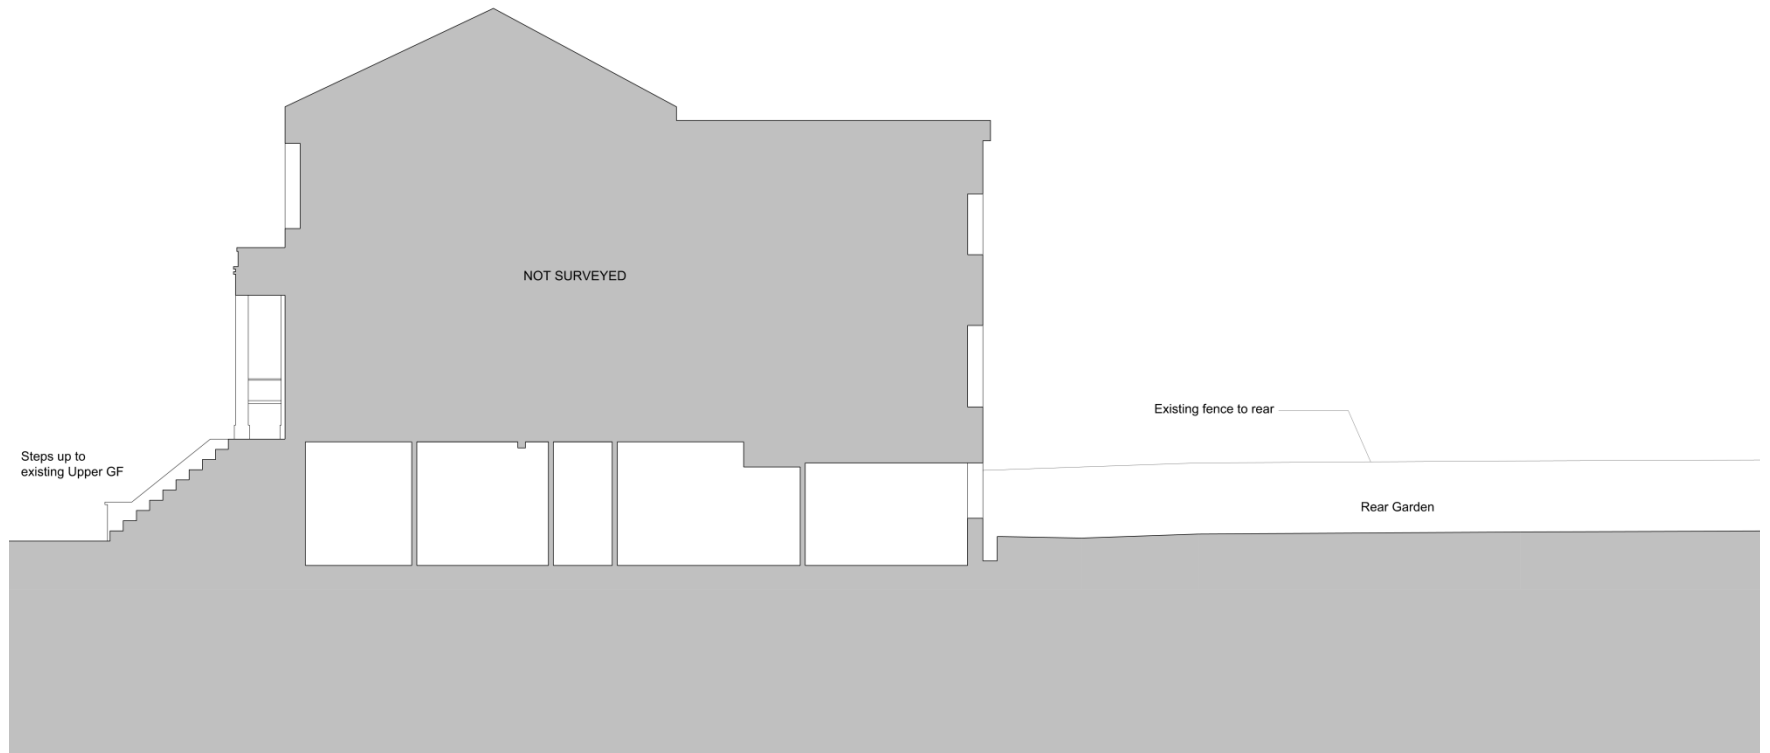 NOT SURVEYED
Existing fence to rear
Steps up to
existing Upper GF
Rear Garden